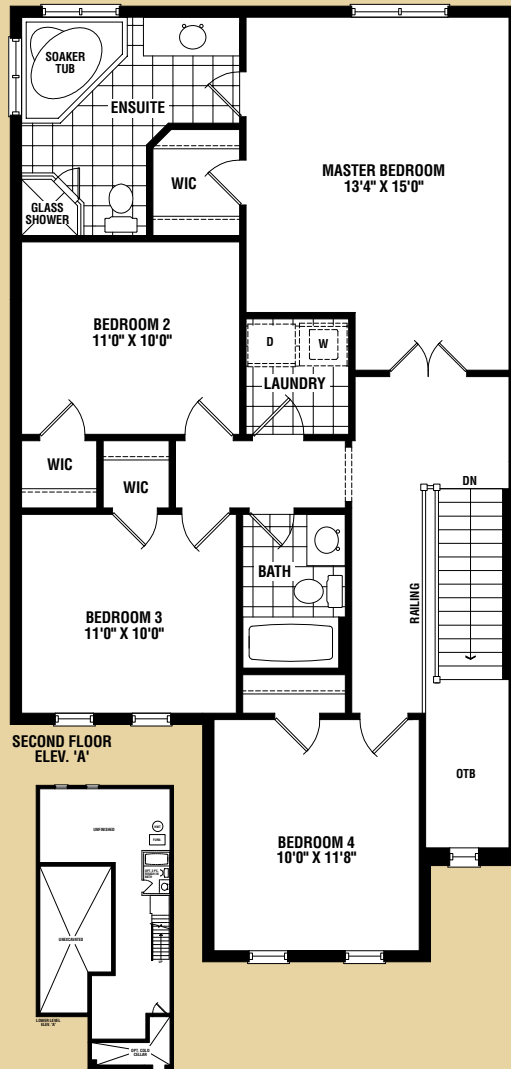 SOAKER
TUB
ENSUITE
WIC
GLASS
SHOWER
MASTER BEDROOM
13'4" X 15'0"
BEDROOM 2
11'0" X 10'0"
D
W
LAUNDRY
WIC
WIC
DN
RAILING
BATH
BEDROOM 3
11'0" X 10'0"
SECOND FLOOR
ELEV. 'A'
OTB
BEDROOM 4
10'0" X 11'8"
UNFINISHED
FURN.
UNEXCAVATED
LOWER LEVEL
ELEV. 'A'
OPT. COLD
CELLAR